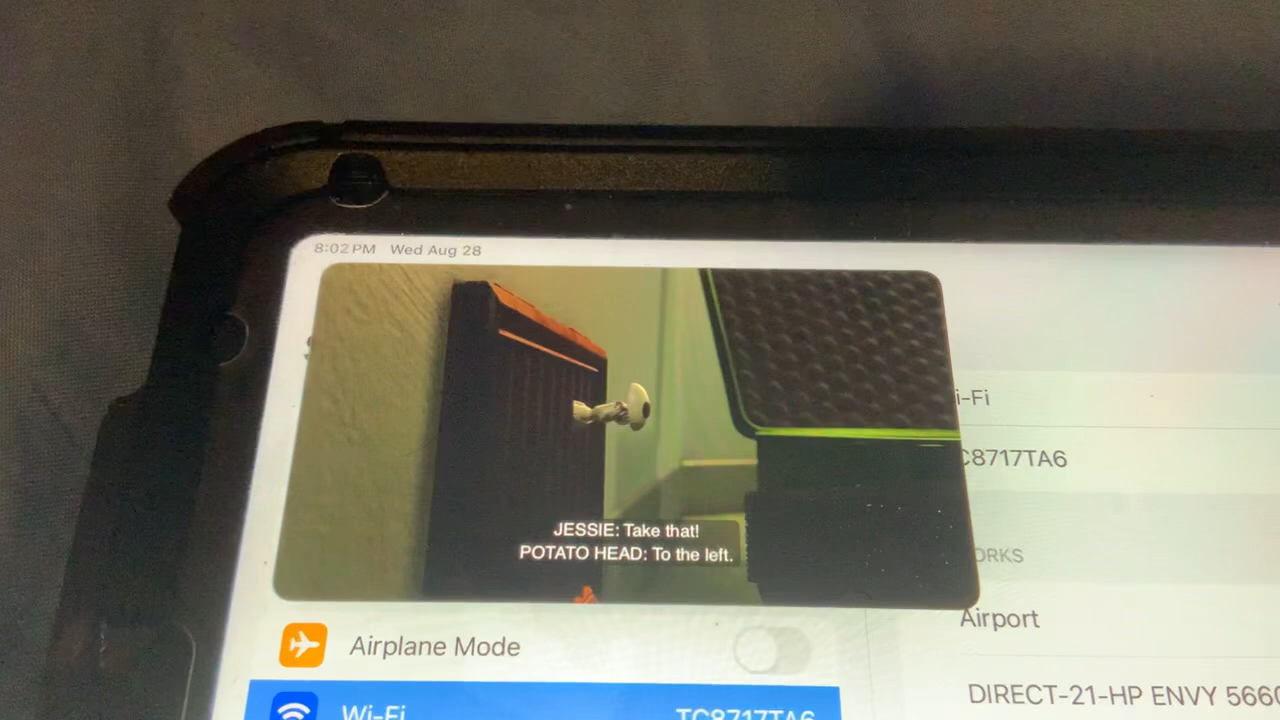 8:02 PM Wed Aug 28
JESSIE: Take that!
POTATO HEAD: To the left.
i-Fi
C8717TA6
ORKS
Airport
DIRECT-21-HP ENVY 5660
Airplane Mode
Wi-Fi TC8717TA6